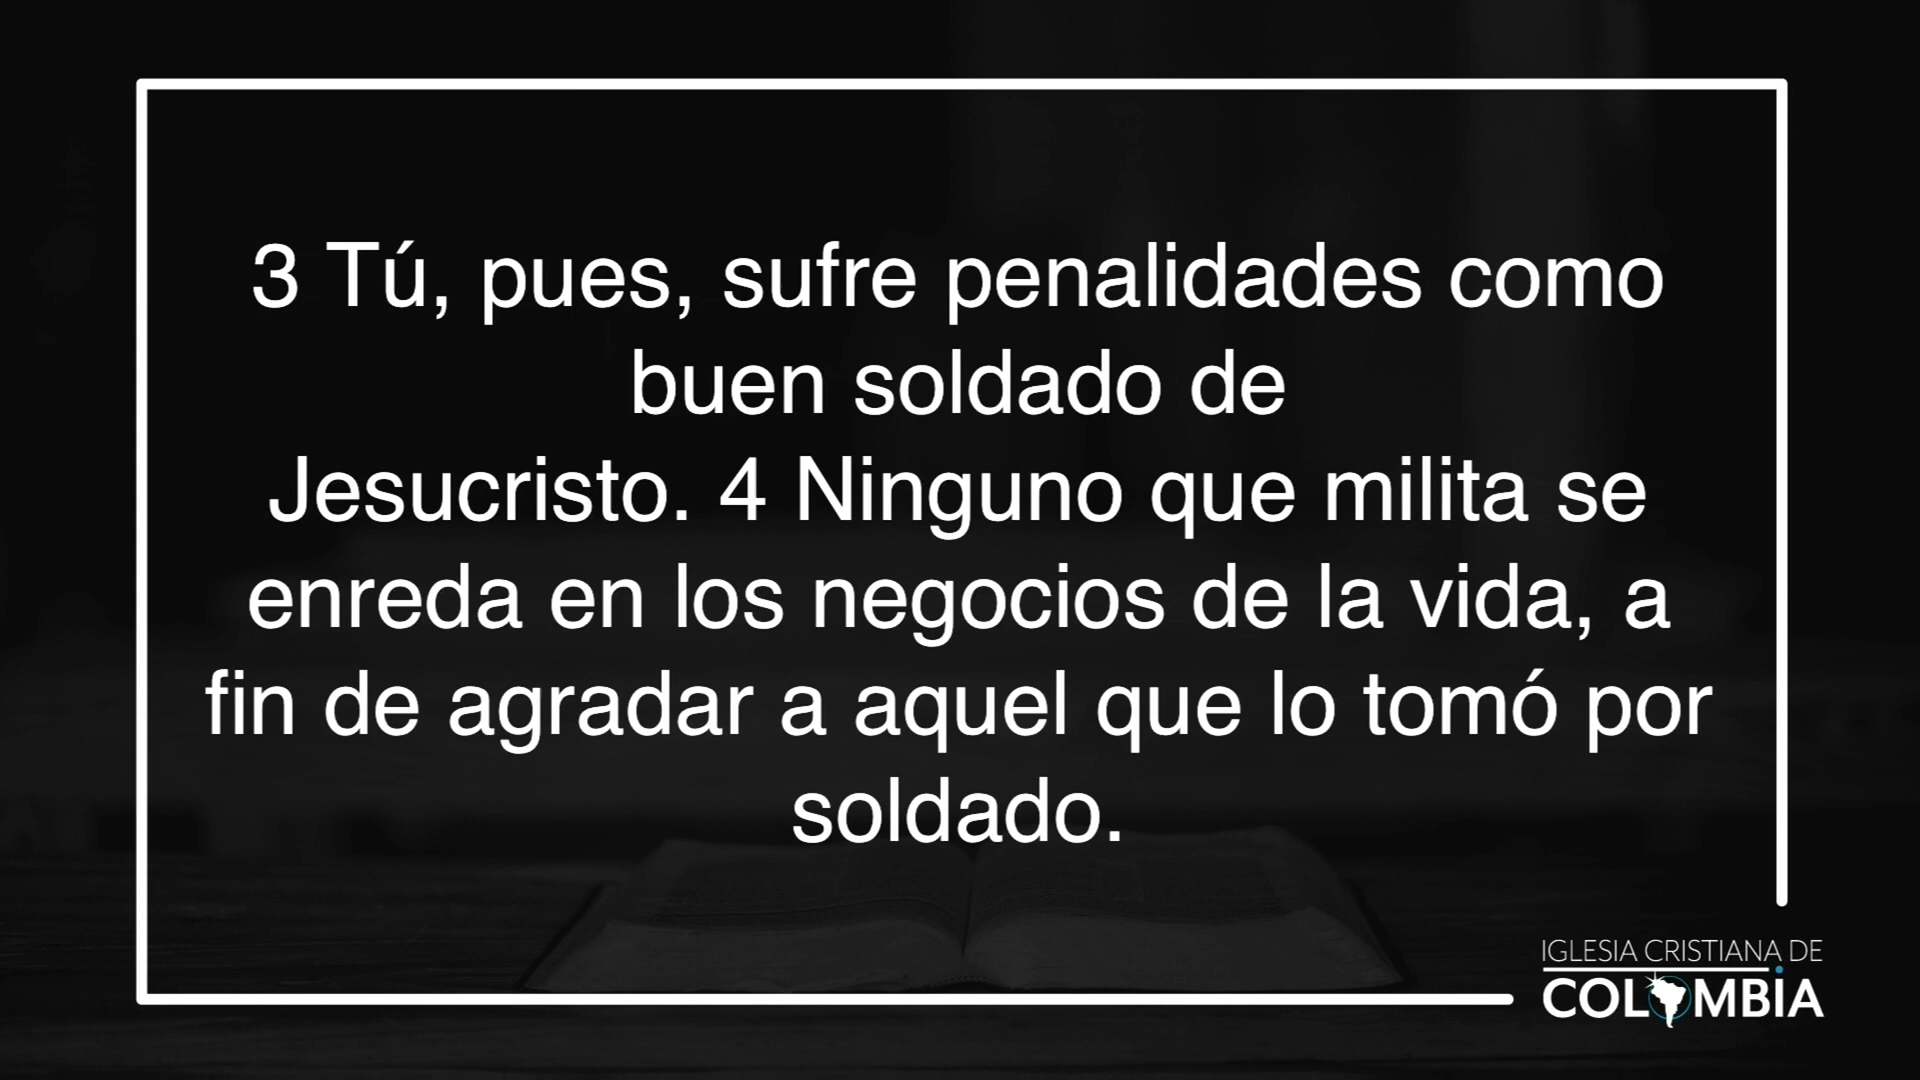 3 Tú, pues, sufre penalidades como
buen soldado de
Jesucristo. 4 Ninguno que milita se
enreda en los negocios de la vida, a
fin de agradar a aquel que lo tomó por
soldado.
IGLESIA CRISTIANA DE
COLOMBIA